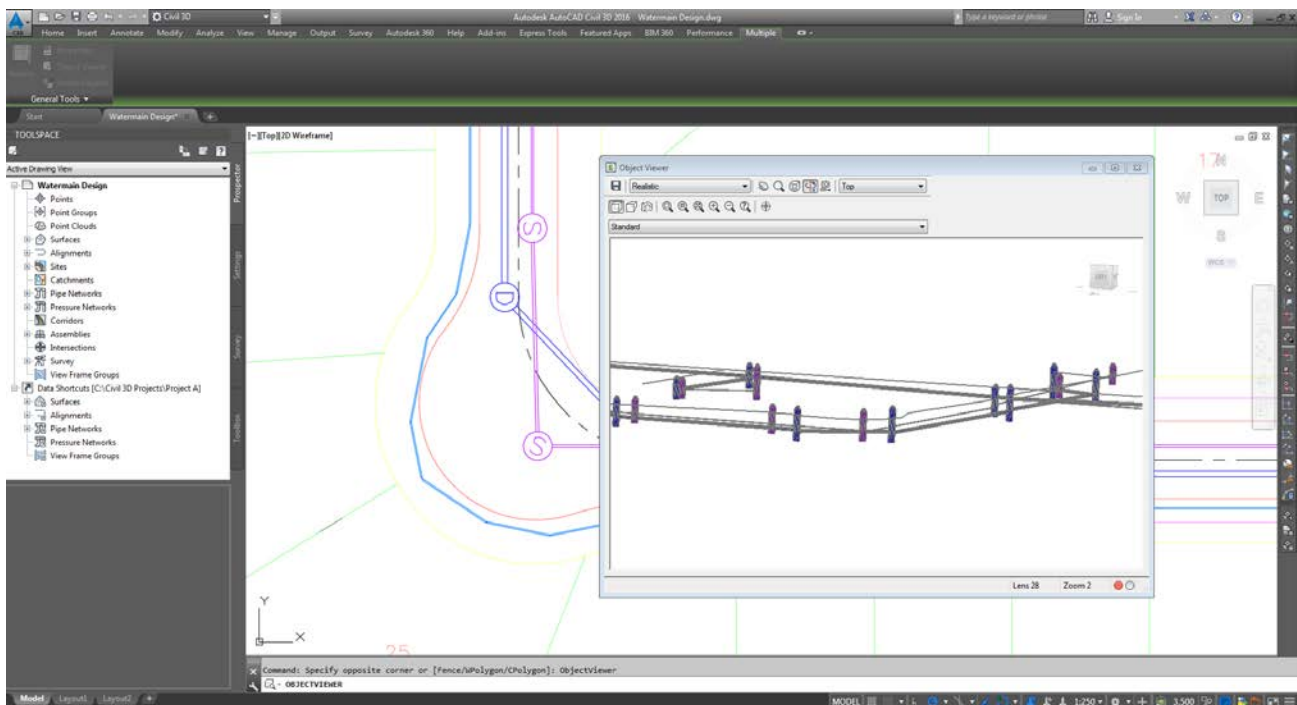 Civil 3D
Autodesk AutoCAD Civil 3D 2016 Watermain Design.dwg
Type a keyword or phrase
Sign In
Home Insert Annotate Modify Analyze View Manage Output Survey Autodesk 360 Help Add-ins Express Tools Featured Apps BIM 360 Performance Multiple
General Tools
Start
Watermain Design*
TOOLSPACE
Active Drawing View
Watermain Design
Points
Point Groups
Point Clouds
Surfaces
Alignments
Sites
Catchments
Pipe Networks
Pressure Networks
Corridors
Assemblies
Intersections
Survey
View Frame Groups
Data Shortcuts [C:\Civil 3D Projects\Project A]
Surfaces
Alignments
Pipe Networks
Pressure Networks
View Frame Groups
Prospector
Settings
Survey
Toolbox
[-][Top][2D Wireframe]
S
D
S
25
Y
X
Object Viewer
Realistic
Top
Standard
Lens 28 Zoom 2
N
W TOP E
S
Command: Specify opposite corner or [Fence/WPolygon/CPolygon]: ObjectViewer
OBJECTVIEWER
Model Layout1 Layout2 +
MODEL
1:250
3.500